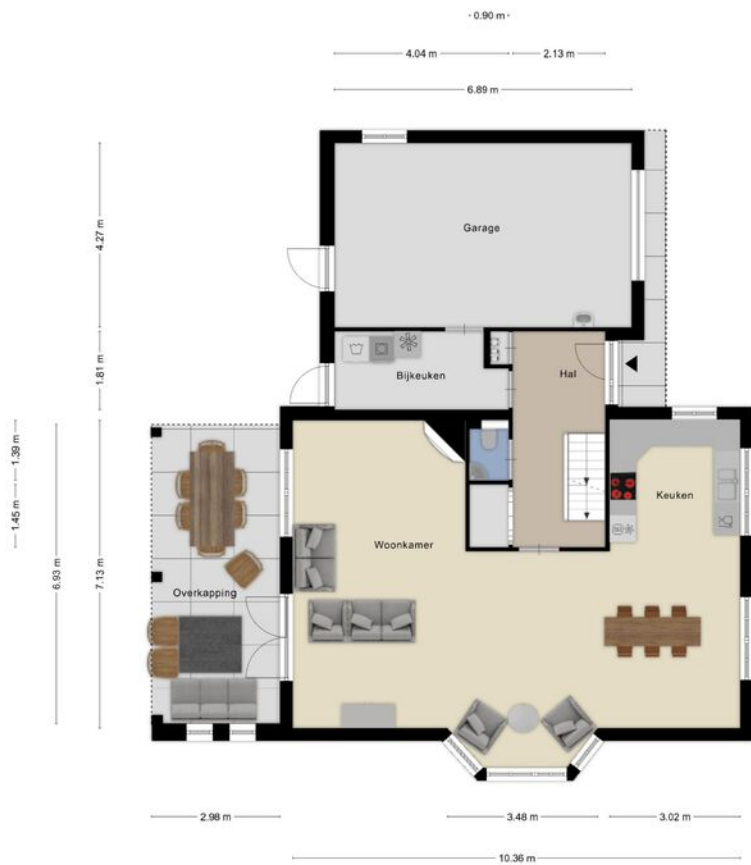 0.90 m
4.04 m
2.13 m
6.89 m
4.27 m
Garage
1.81 m
Bijkeuken
Hal
1.39 m
1.45 m
6.93 m
7.13 m
Keuken
Woonkamer
Overkapping
2.98 m
3.48 m
3.02 m
10.36 m